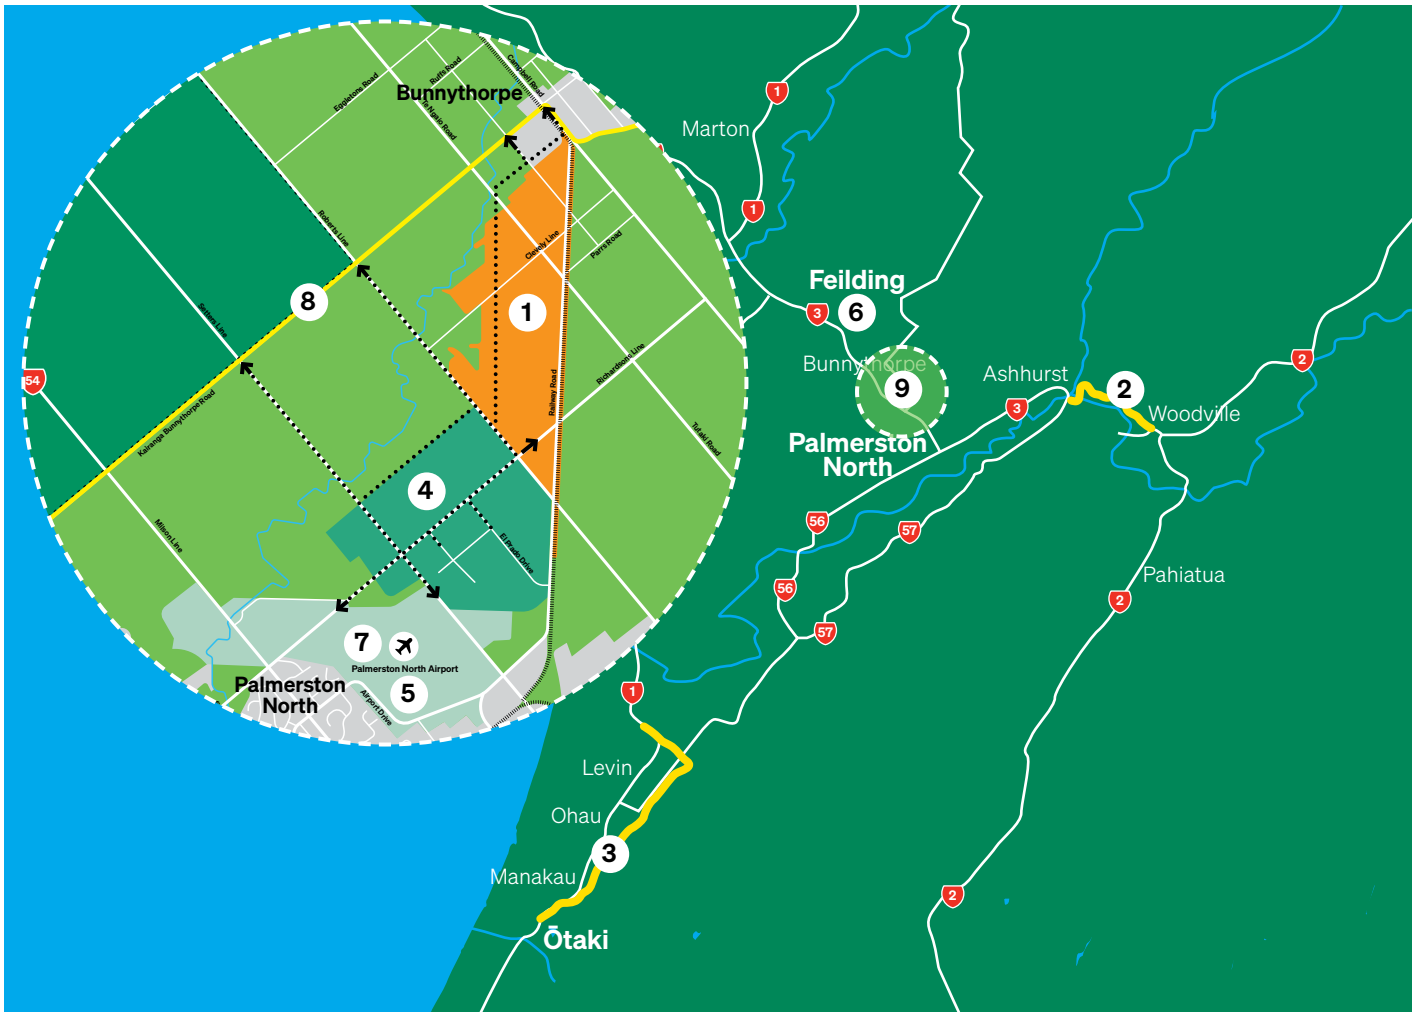 Bunnythorpe
Campbell Road
Ruffs Road
Eggletons Road
Te Ngaio Road
Roberts Line
Clevely Line
Parrs Road
8
1
Setters Line
54
Railway Road
Richardsons Line
Kairanga Bunnythorpe Road
Tutaki Road
4
Milson Line
El Prado Drive
7
Palmerston North Airport
5
Palmerston
North
Airport Drive
1
Marton
1
Feilding
3
6
Bunnythorpe
9
Ashhurst
2
2
3
Woodville
Palmerston
North
56
57
56
57
Pahiatua
2
1
Levin
Ohau
3
Manakau
2
Ōtaki